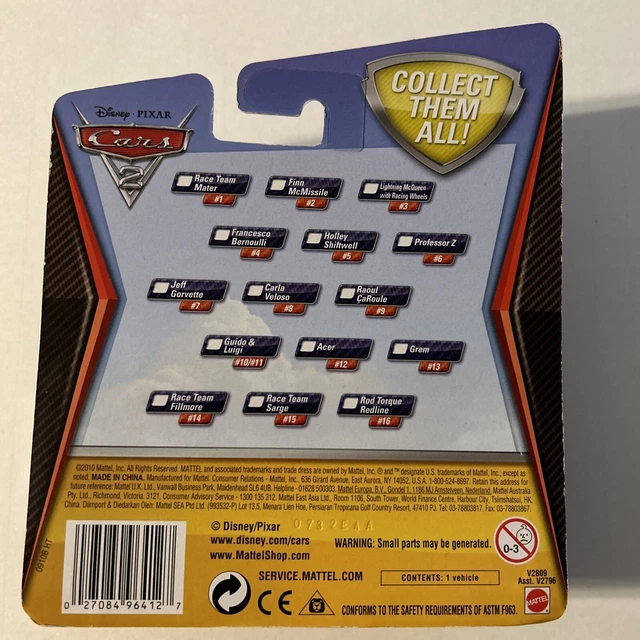 Disney · PIXAR
Cars
2
COLLECT
THEM
ALL!
Race Team
Mater
#1
Finn
McMissile
#2
Lightning McQueen
with Racing Wheels
#3
Francesco
Bernoulli
#4
Holley
Shiftwell
#5
Professor Z
#6
Jeff
Gorvette
#7
Carla
Veloso
#8
Raoul
ÇaRoule
#9
Guido &
Luigi
#10/#11
Acer
#12
Grem
#13
Race Team
Fillmore
#14
Race Team
Sarge
#15
Rod Torque
Redline
#16
©2010 Mattel, Inc. All Rights Reserved. MATTEL and associated trademarks and trade dress are owned by Mattel, Inc. ® and ™ designate U.S. trademarks of Mattel, Inc., except as
noted. MADE IN CHINA. Manufactured for Mattel. Consumer Relations – Mattel, Inc., 636 Girard Avenue, East Aurora, NY 14052, U.S.A. 1-800-524-8697. Retain this address for
future reference: Mattel U.K. Ltd., Vanwall Business Park, Maidenhead SL6 4UB. Helpline - 01628 500303. Mattel Europa, B.V., Gondel 1, 1186 MJ Amstelveen, Nederland. Mattel Australia
Pty. Ltd., Richmond, Victoria. 3121. Consumer Advisory Service - 1300 135 312. Mattel East Asia Ltd., Room 1106, South Tower, World Finance Centre, Harbour City, Tsimshatsui, HK,
China. Diimport & Diedarkan Oleh: Mattel SEA Ptd Ltd. (993532-P) Lot 13.5, Menara Lien Hoe, Persiaran Tropicana Golf Country Resort, 47410 PJ. Tel: 03-78803817, Fax: 03-78803867.
0910B HT
0 27084 96412 7
© Disney/Pixar
0732EAA
www.disney.com/cars
www.MattelShop.com
WARNING: Small parts may be generated.
0-3
SERVICE.MATTEL.COM
CONTENTS: 1 vehicle
V2809
Asst. V2796
CE
CONFORMS TO THE SAFETY REQUIREMENTS OF ASTM F963.
MATTEL